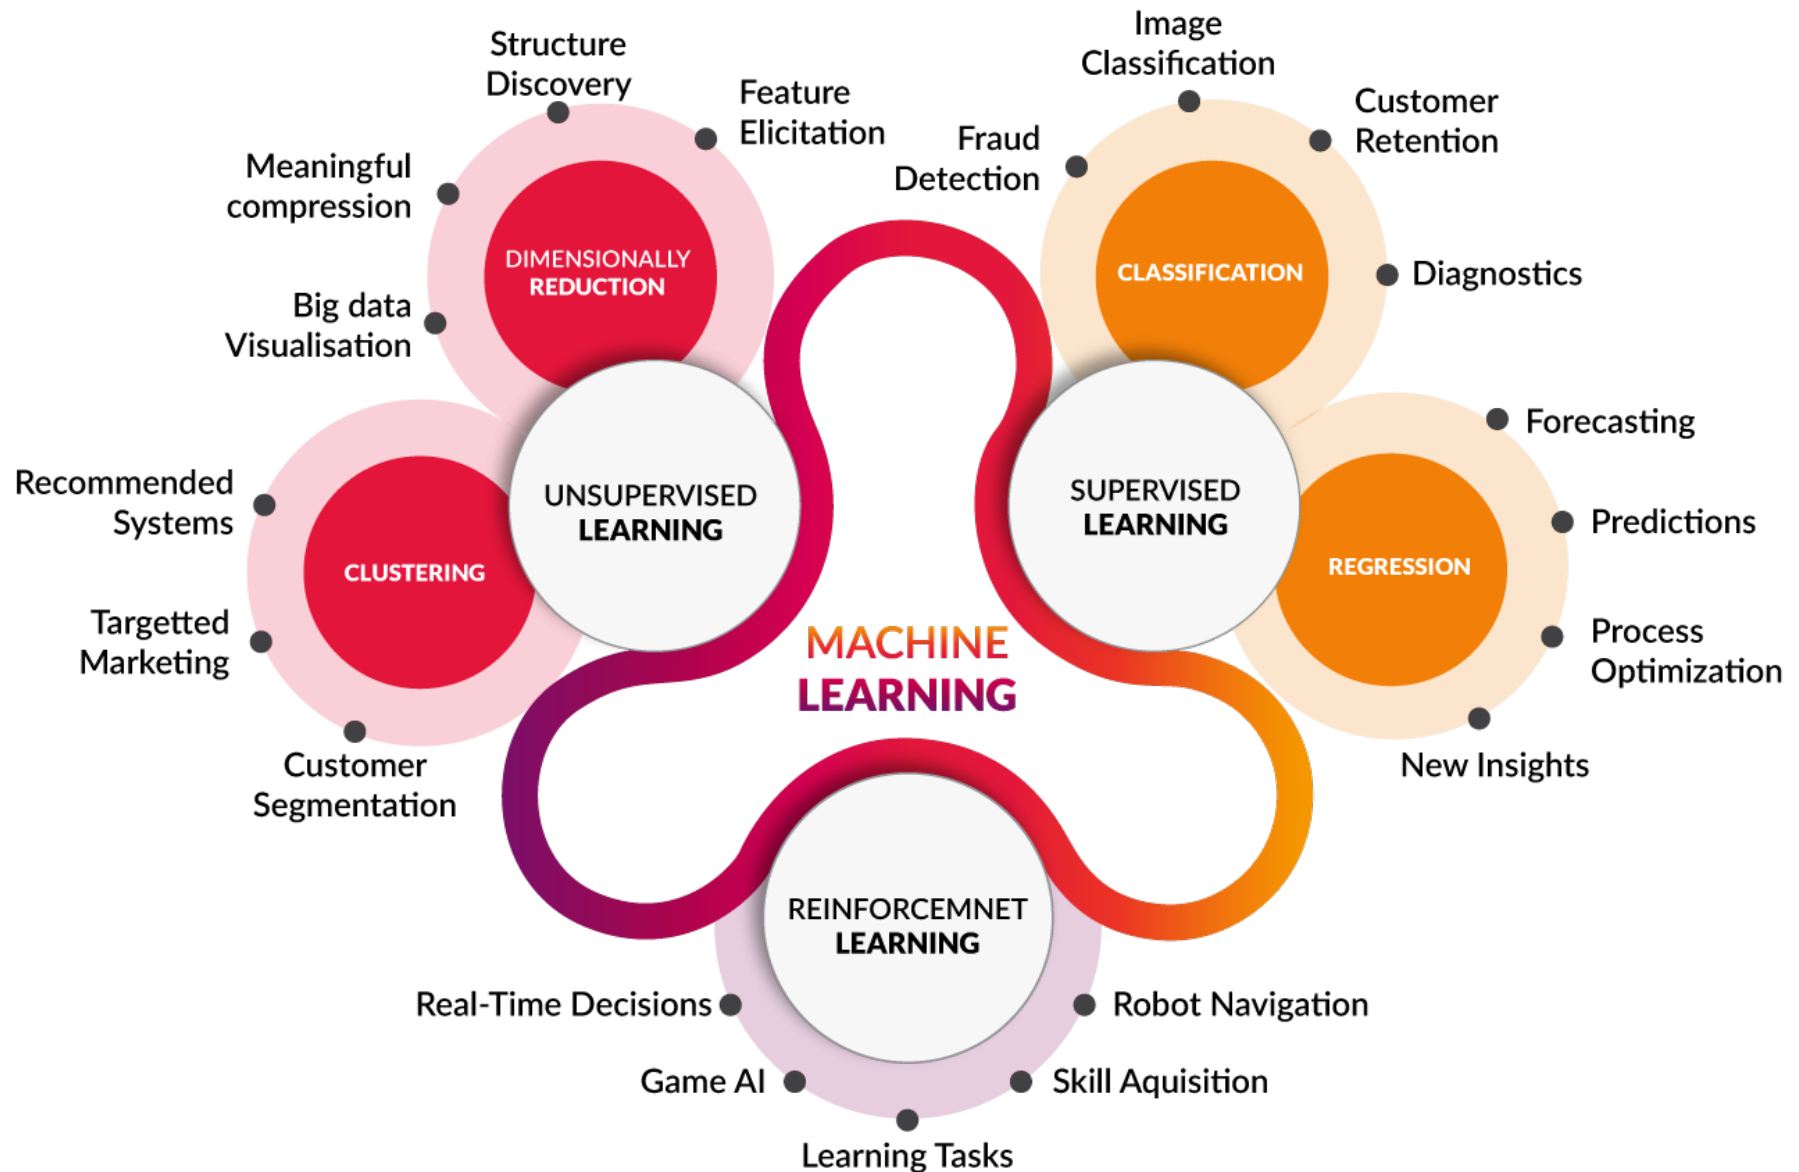 Structure
Discovery
Feature
Elicitation
Meaningful
compression
Big data
Visualisation
DIMENSIONALLY
REDUCTION
Recommended
Systems
Targetted
Marketing
Customer
Segmentation
CLUSTERING
UNSUPERVISED
LEARNING
Image
Classification
Customer
Retention
Fraud
Detection
Diagnostics
CLASSIFICATION
SUPERVISED
LEARNING
Forecasting
Predictions
Process
Optimization
New Insights
REGRESSION
MACHINE
LEARNING
REINFORCEMNET
LEARNING
Real-Time Decisions
Robot Navigation
Game AI
Skill Aquisition
Learning Tasks